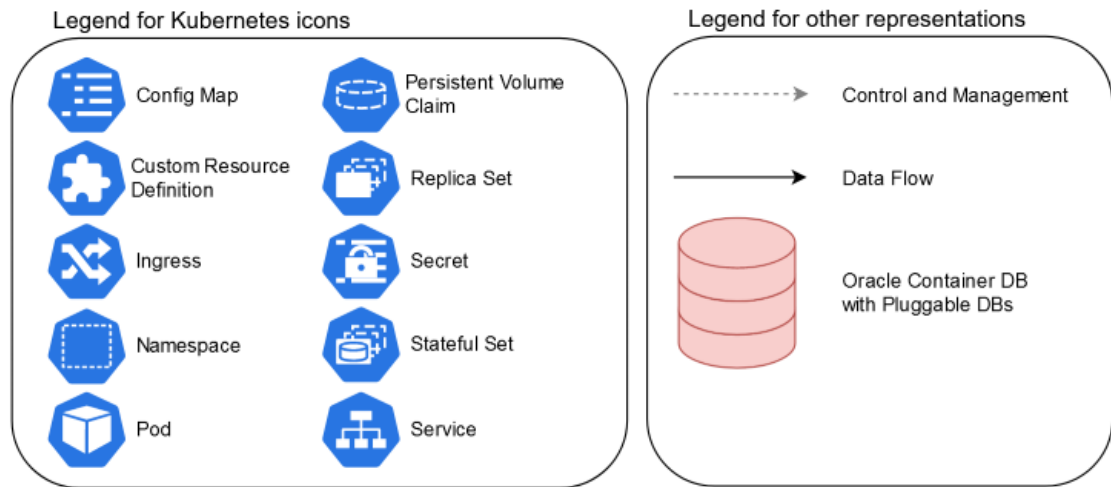 Legend for Kubernetes icons
Config Map
Custom Resource
Definition
Ingress
Namespace
Pod
Persistent Volume
Claim
Replica Set
Secret
Stateful Set
Service
Legend for other representations
Control and Management
Data Flow
Oracle Container DB
with Pluggable DBs